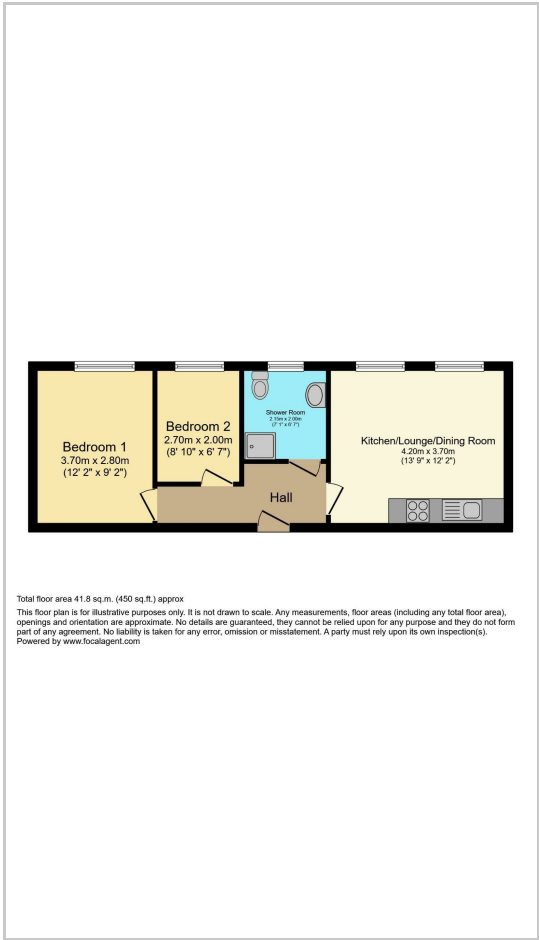 Bedroom 1
3.70m x 2.80m
(12' 2" x 9' 2")
Bedroom 2
2.70m x 2.00m
(8' 10" x 6' 7")
Shower Room
2.15m x 2.00m
(7' 1" x 6' 7")
Kitchen/Lounge/Dining Room
4.20m x 3.70m
(13' 9" x 12' 2")
Hall
Total floor area 41.8 sq.m. (450 sq.ft.) approx
This floor plan is for illustrative purposes only. It is not drawn to scale. Any measurements, floor areas (including any total floor area),
openings and orientation are approximate. No details are guaranteed, they cannot be relied upon for any purpose and they do not form
part of any agreement. No liability is taken for any error, omission or misstatement. A party must rely upon its own inspection(s).
Powered by www.focalagent.com